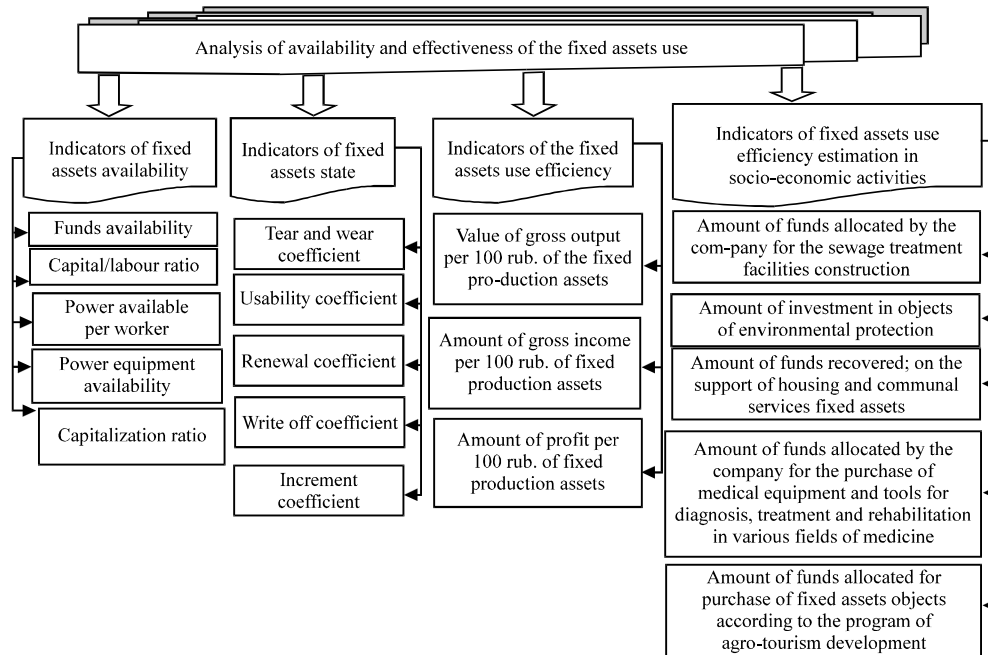 Analysis of availability and effectiveness of the fixed assets use
Indicators of fixed
assets availability
Funds availability
Capital/labour ratio
Power available
per worker
Power equipment
availability
Capitalization ratio
Indicators of fixed
assets state
Tear and wear
coefficient
Usability coefficient
Renewal coefficient
Write off coefficient
Increment
coefficient
Indicators of the fixed
assets use efficiency
Value of gross output
per 100 rub. of the fixed
pro-duction assets
Amount of gross income
per 100 rub. of fixed
production assets
Amount of profit per
100 rub. of fixed
production assets
Indicators of fixed assets use
efficiency estimation in
socio-economic activities
Amount of funds allocated by the
com-pany for the sewage treatment
facilities construction
Amount of investment in objects
of environmental protection
Amount of funds recovered; on the
support of housing and communal
services fixed assets
Amount of funds allocated by the
company for the purchase of
medical equipment and tools for
diagnosis, treatment and rehabilitation
in various fields of medicine
Amount of funds allocated for
purchase of fixed assets objects
according to the program of
agro-tourism development